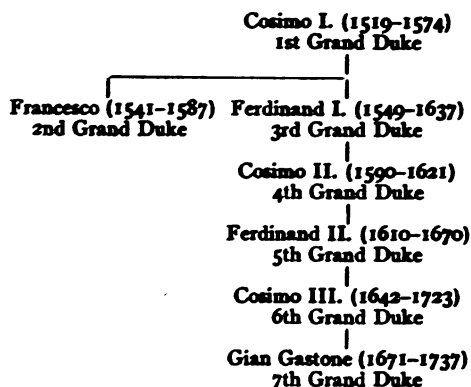 Cosimo I. (1519–1574)
1st Grand Duke
Francesco (1541–1587)
2nd Grand Duke
Ferdinand I. (1549–1637)
3rd Grand Duke
Cosimo II. (1590–1621)
4th Grand Duke
Ferdinand II. (1610–1670)
5th Grand Duke
Cosimo III. (1642–1723)
6th Grand Duke
Gian Gastone (1671–1737)
7th Grand Duke